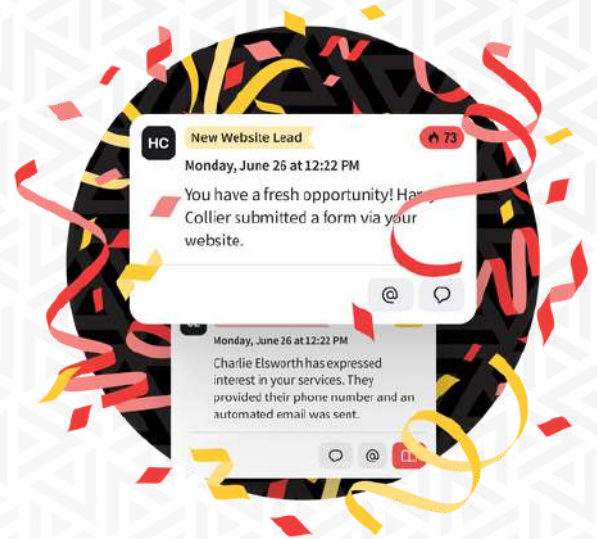 HC
New Website Lead
73
Monday, June 26 at 12:22 PM
You have a fresh opportunity!
Collier submitted a form via your
website.
Monday, June 26 at 12:22 PM
Charlie Elsworth has expressed
interest in your services. They
provided their phone number and an
automated email was sent.